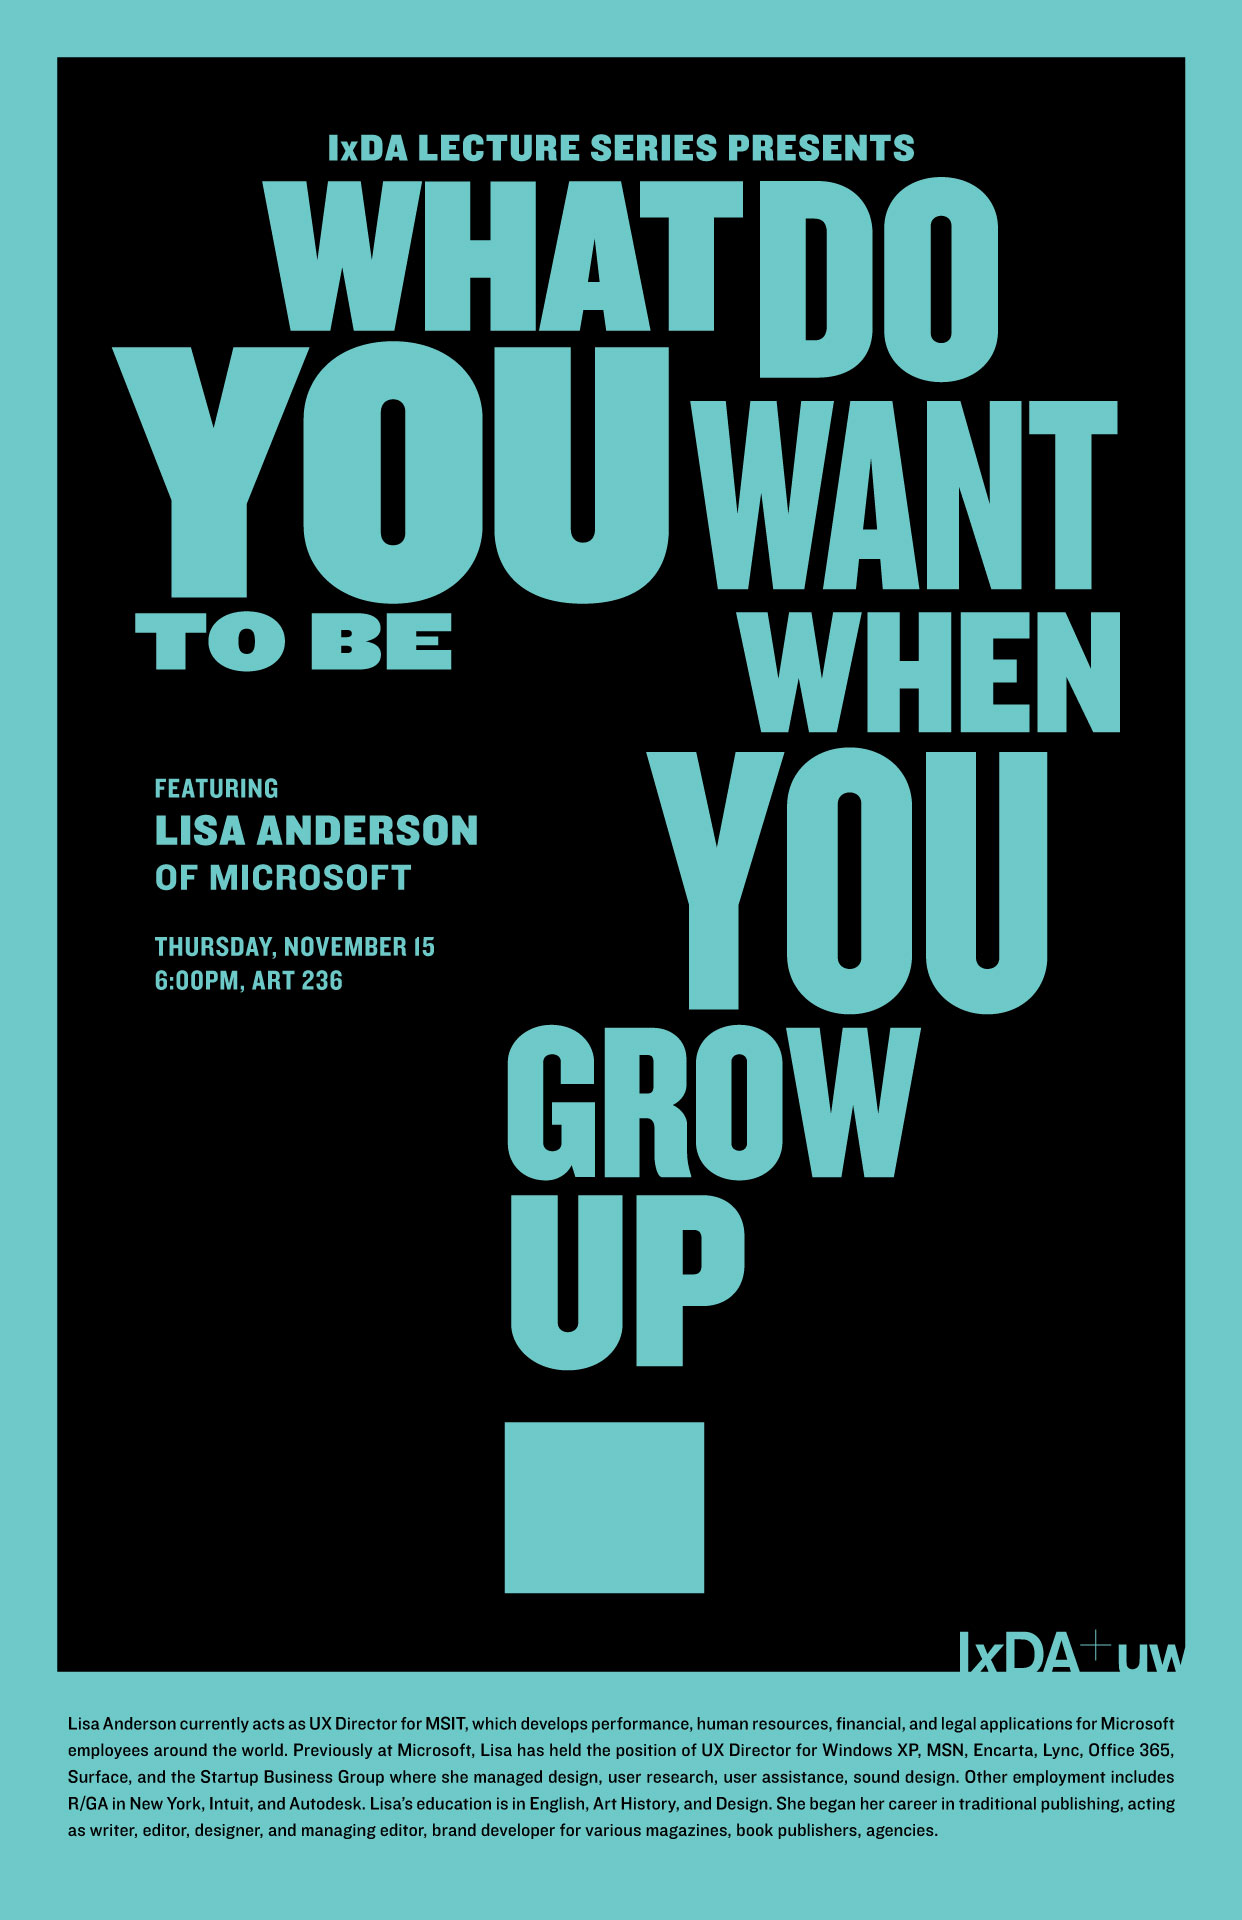 IxDA LECTURE SERIES PRESENTS
WHAT DO
YOU WANT
TO BE
WHEN
YOU
GROW
UP
FEATURING
LISA ANDERSON
OF MICROSOFT
THURSDAY, NOVEMBER 15
6:00PM, ART 236
IxDA+uw
Lisa Anderson currently acts as UX Director for MSIT, which develops performance, human resources, financial, and legal applications for Microsoft
employees around the world. Previously at Microsoft, Lisa has held the position of UX Director for Windows XP, MSN, Encarta, Lync, Office 365,
Surface, and the Startup Business Group where she managed design, user research, user assistance, sound design. Other employment includes
R/GA in New York, Intuit, and Autodesk. Lisa’s education is in English, Art History, and Design. She began her career in traditional publishing, acting
as writer, editor, designer, and managing editor, brand developer for various magazines, book publishers, agencies.